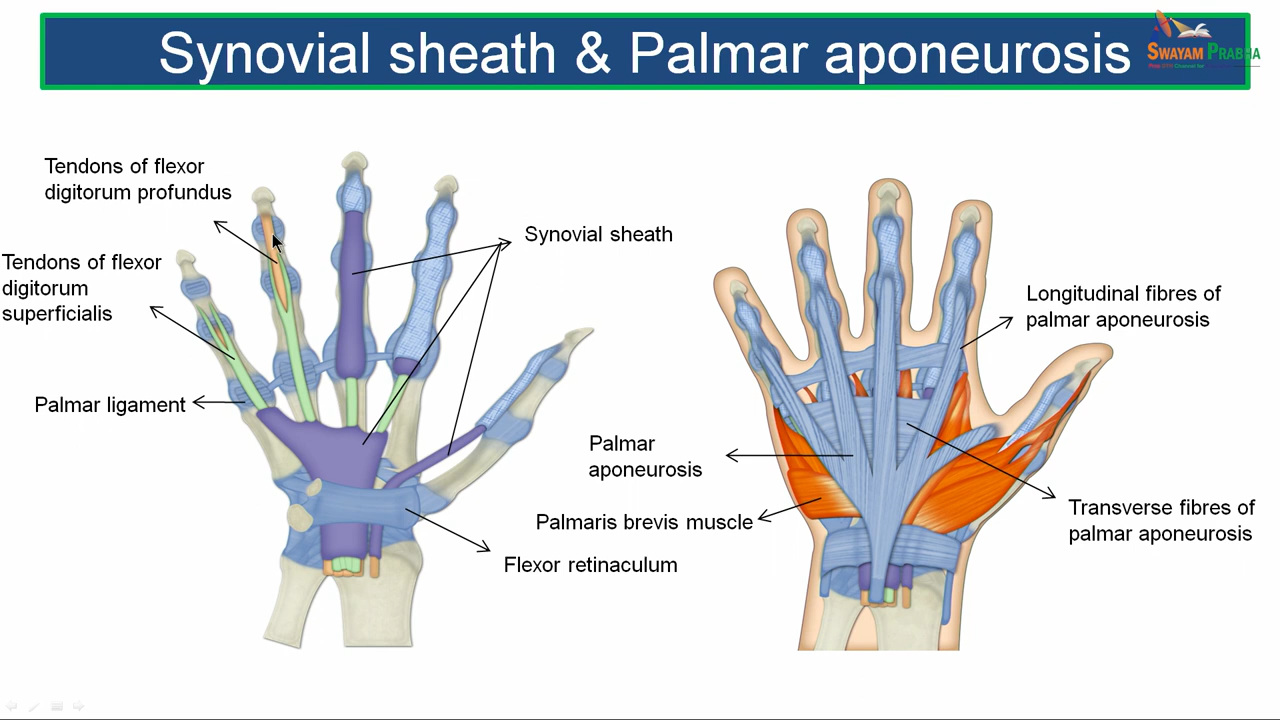 Synovial sheath & Palmar aponeurosis
SWAYAM PRABHA
Tendons of flexor
digitorum profundus
Tendons of flexor
digitorum
superficialis
Palmar ligament
Synovial sheath
Flexor retinaculum
Longitudinal fibres of
palmar aponeurosis
Palmar
aponeurosis
Palmaris brevis muscle
Transverse fibres of
palmar aponeurosis